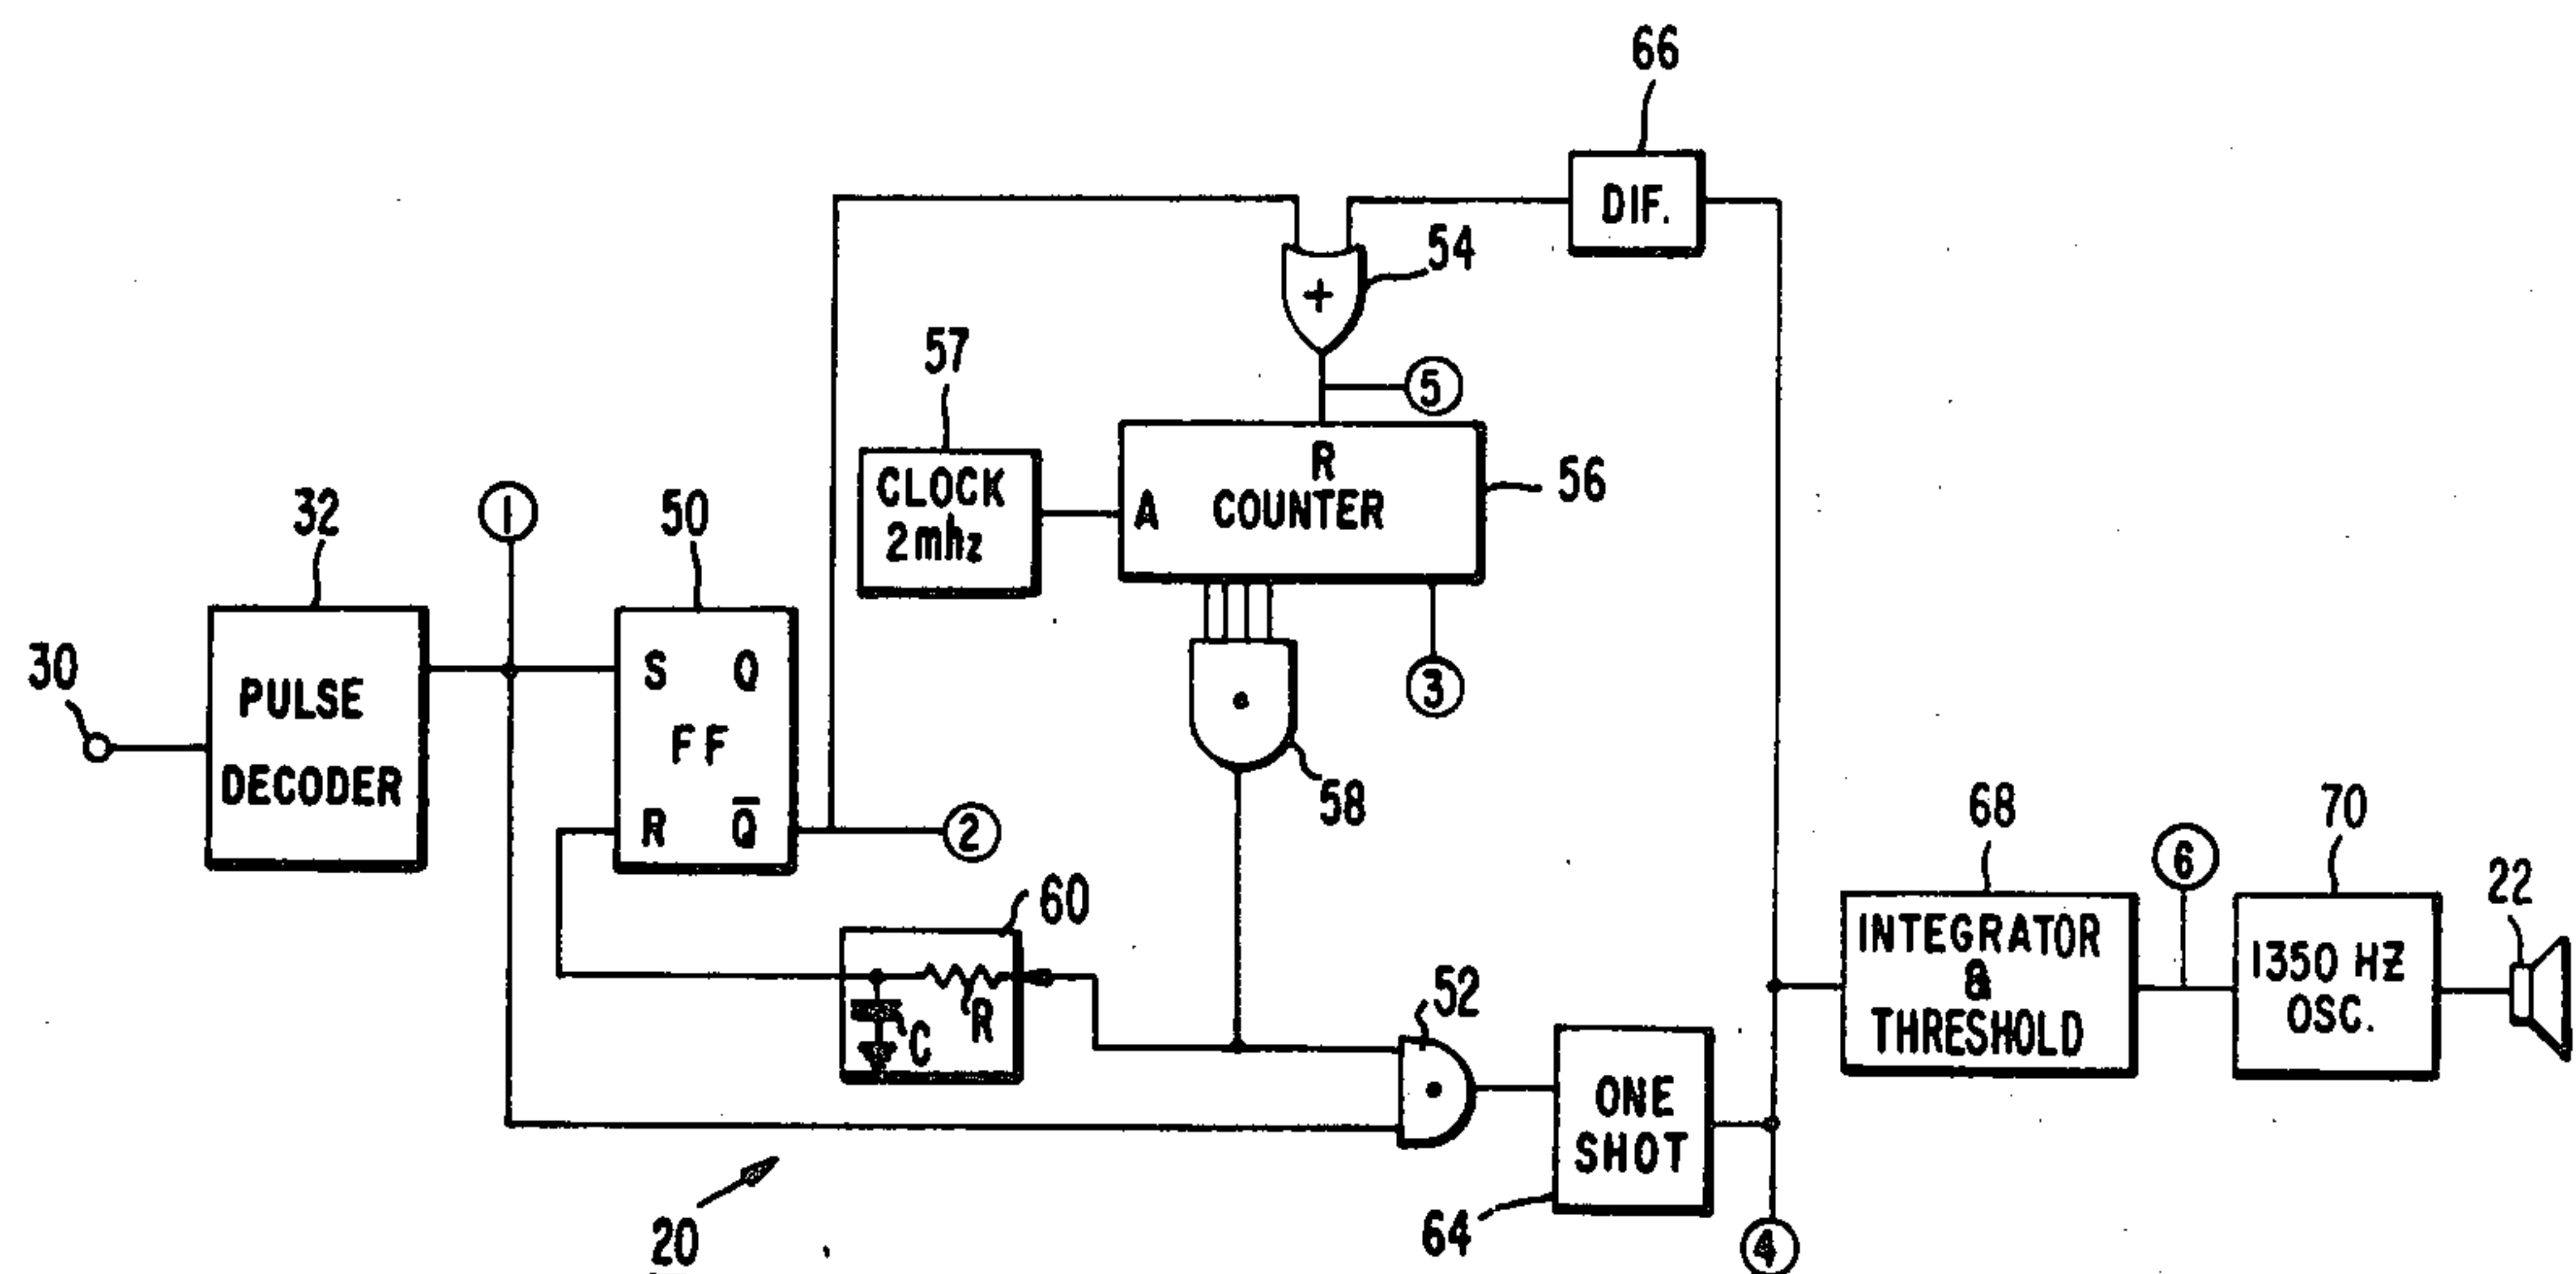 66
DIF.
54
+
57
5
CLOCK
2mhz
R
A COUNTER
56
32
1
50
30
PULSE
DECODER
S Q
FF
R Q̅
2
3
58
60
R
C
52
ONE
SHOT
64
4
68
INTEGRATOR
&
THRESHOLD
6
70
1350 HZ
OSC.
22
20